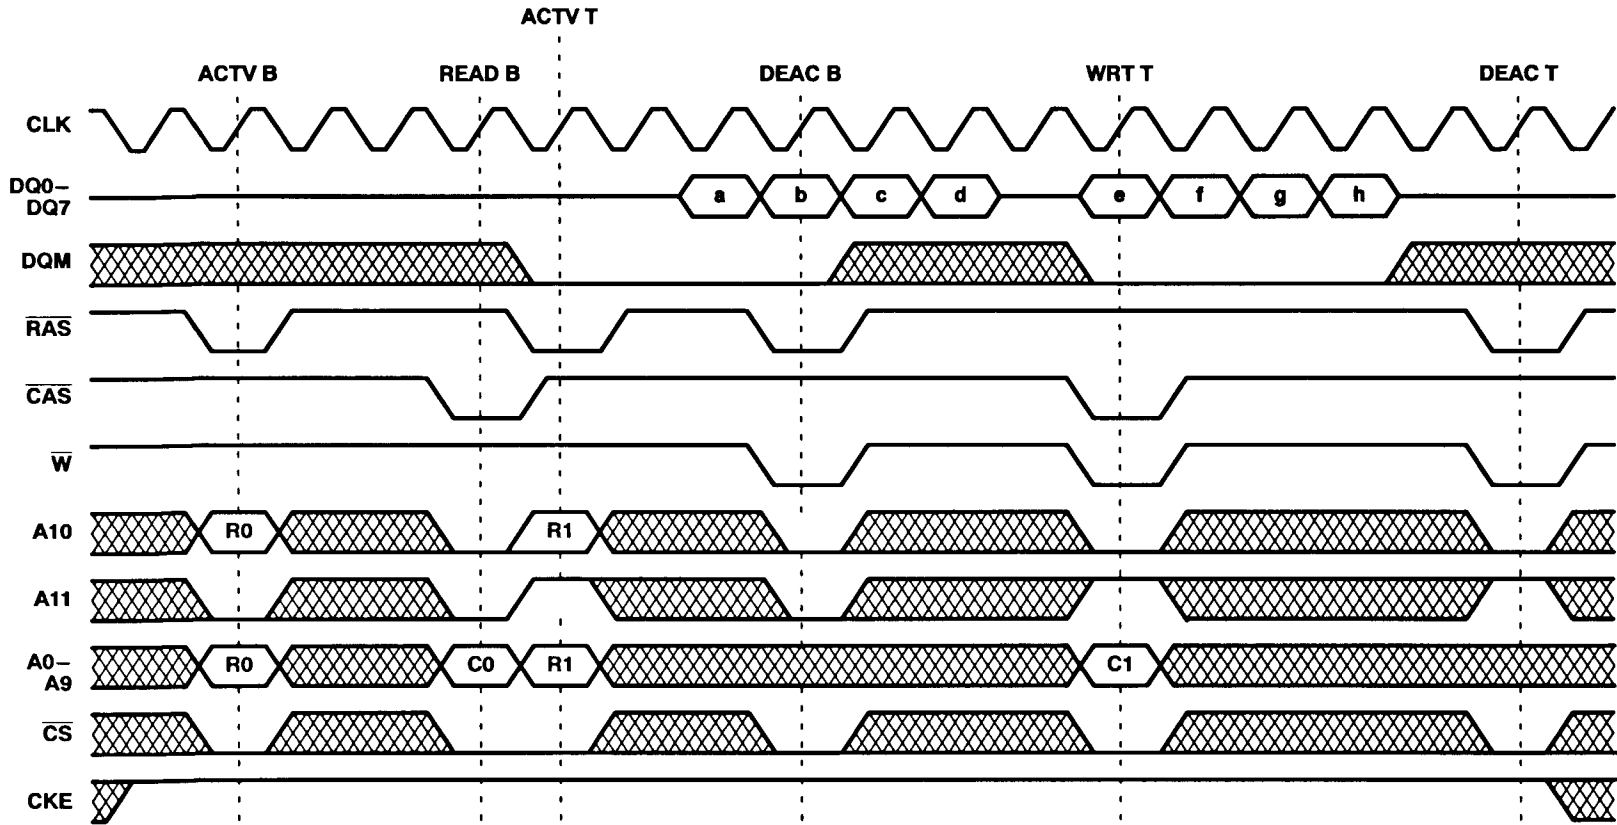 ACTV T
ACTV B READ B DEAC B WRT T DEAC T
CLK
DQ0–
DQ7
a b c d e f g h
DQM
RAS
CAS
W
A10 R0 R1
A11
A0–
A9
R0 C0 R1 C1
CS
CKE